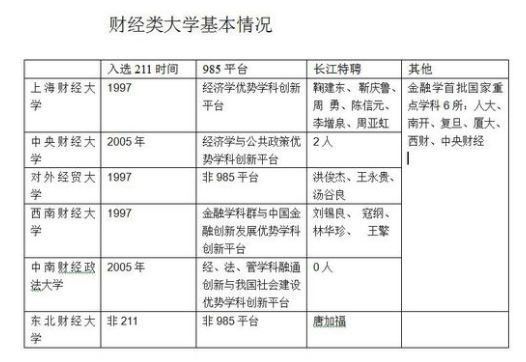 财经类大学基本情况
入选 211 时间
985 平台
长江特聘
其他
上海财经大
学
1997
经济学优势学科创新
平台
鞠建东、靳庆鲁、
周 勇、陈信元、
李增泉、周亚虹
金融学首批国家重
点学科 6 所：人大、
南开、复旦、厦大、
西财、中央财经
中央财经大
学
2005 年
经济学与公共政策优
势学科创新平台
2 人
对外经贸大
学
1997
非 985 平台
洪俊杰、王永贵、
汤谷良
西南财经大
学
1997
金融学科群与中国金
融创新发展优势学科
创新平台
刘锡良、 寇纲、
林华珍、 王擎
中南财经政
法大学
2005 年
经、法、管学科融通
创新与我国社会建设
优势学科创新平台
0 人
东北财经大
学
非 211
非 985 平台
唐加福